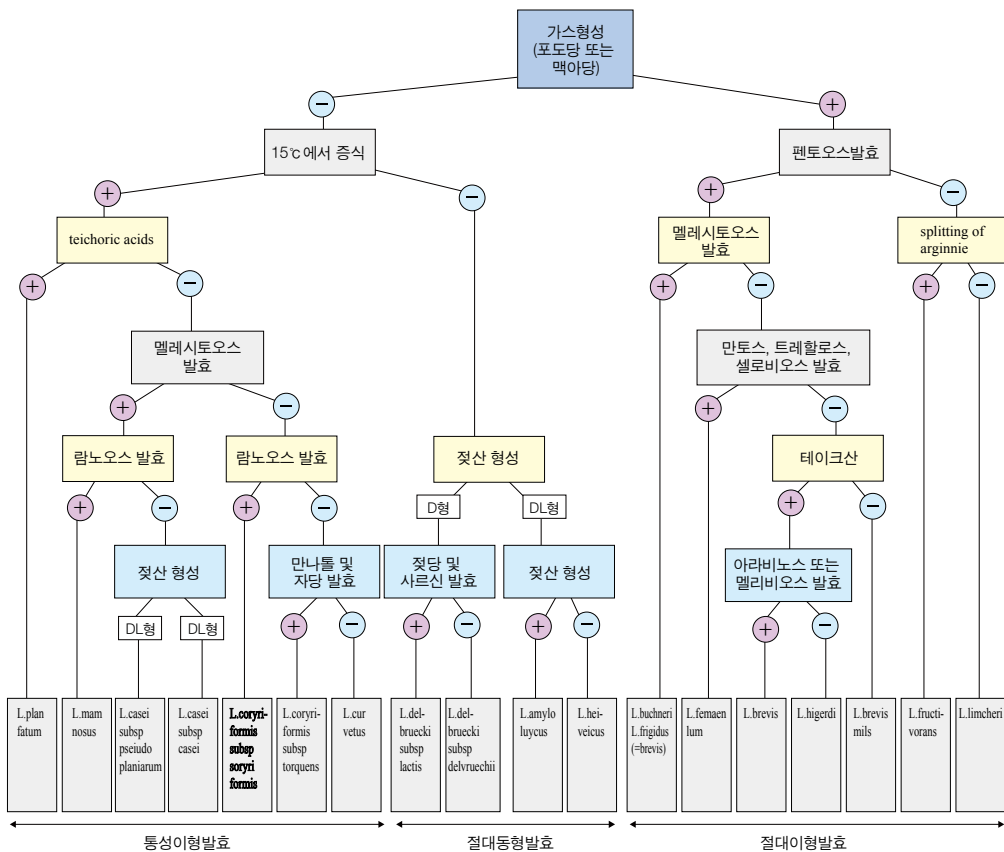 가스형성
(포도당 또는
맥아당)
−
+
15℃에서 증식
펜토오스발효
+
−
+
−
teichoric acids
멜레시토오스
발효
splitting of
arginnie
+
−
+
−
+
−
멜레시토오스
발효
만토스, 트레할로스,
셀로비오스 발효
+
−
+
−
람노오스 발효
람노오스 발효
젖산 형성
테이크산
+
−
+
−
D형
DL형
+
−
젖산 형성
만나톨 및
자당 발효
젖당 및
사르신 발효
젖산 형성
아라비노스 또는
멜리비오스 발효
DL형
DL형
+
−
+
−
+
−
+
−
L.plan
fatum
L.mam
nosus
L.casei
subsp
pseiudo
planiarum
L.casei
subsp
casei
L.coryri-
formis
subsp
soryri
formis
L.coryri-
formis
subsp
torquens
L.cur
vetus
L.del-
bruecki
subsp
lactis
L.del-
bruecki
subsp
delvruechii
L.amylo
luycus
L.hei-
veicus
L.buchneri
L.frigidus
(=brevis)
L.femaen
lum
L.brevis
L.higerdi
L.brevis
mils
L.fructi-
vorans
L.limcheri
통성이형발효
절대동형발효
절대이형발효